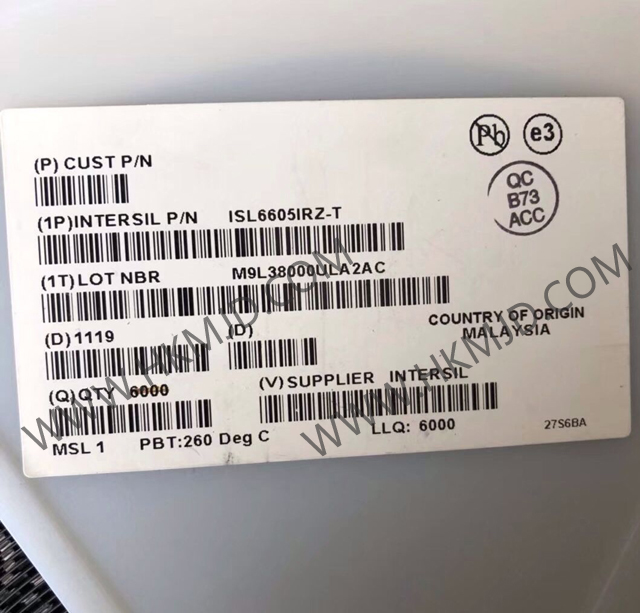 Pb
e3
(P) CUST P/N
QC
B73
ACC
(1P)INTERSIL P/N ISL6605IRZ-T
(1T) LOT NBR M9L38000ULA2AC
(D) 1119 (D)
COUNTRY OF ORIGIN
MALAYSIA
(Q)QTY 6000 (V) SUPPLIER INTERSIL
MSL 1 PBT:260 Deg C LLQ: 6000 27S6BA
WWW.HKMJD.COM
WWW.HKMJD.COM